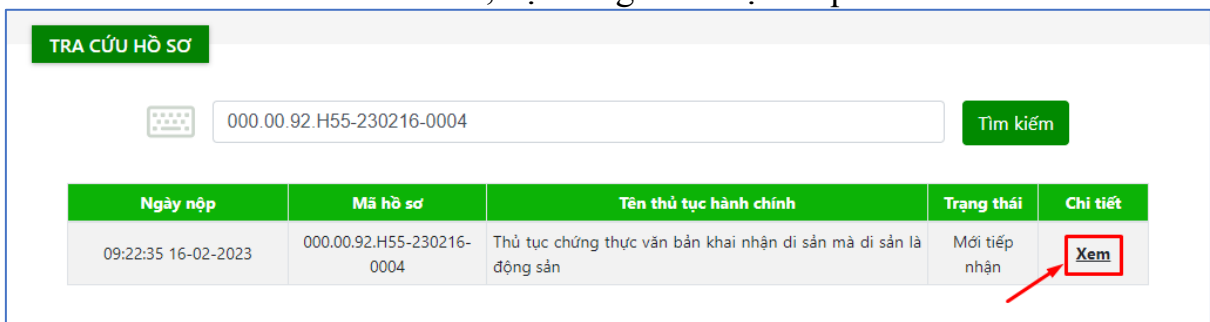 TRA CỨU HỒ SƠ
000.00.92.H55-230216-0004
Tìm kiếm
Ngày nộp Mã hồ sơ Tên thủ tục hành chính Trạng thái Chi tiết
09:22:35 16-02-2023
000.00.92.H55-230216-
0004
Thủ tục chứng thực văn bản khai nhận di sản mà di sản là
động sản
Mới tiếp
nhận
Xem